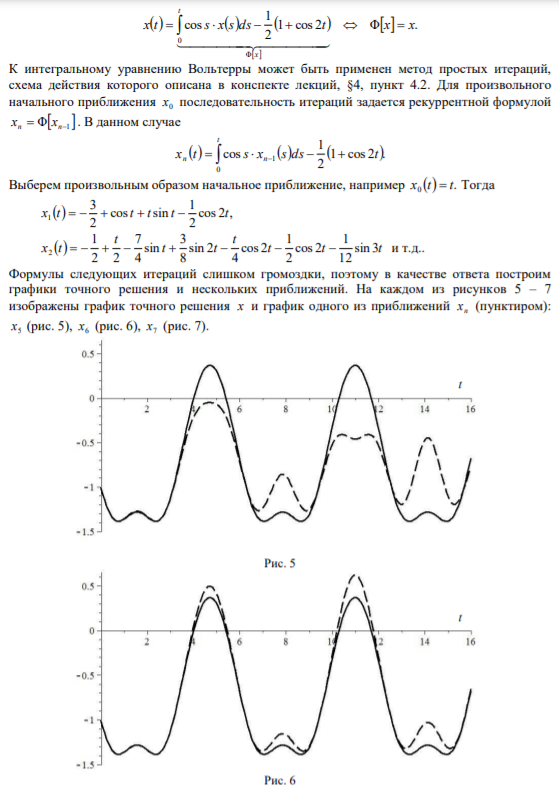 x(t) = ∫₀ᵗ cos s · x(s)ds − 1/2 (1 + cos 2t) ⇔ Φ[x] = x.
Φ[x]
К интегральному уравнению Вольтерры может быть применен метод простых итераций,
схема действия которого описана в конспекте лекций, §4, пункт 4.2. Для произвольного
начального приближения x₀ последовательность итераций задается рекуррентной формулой
xₙ = Φ[xₙ₋₁]. В данном случае
xₙ(t) = ∫₀ᵗ cos s · xₙ₋₁(s)ds − 1/2 (1 + cos 2t).
Выберем произвольным образом начальное приближение, например x₀(t) = t. Тогда
x₁(t) = − 3/2 + cos t + t sin t − 1/2 cos 2t,
x₂(t) = − 1/2 + t/2 − 7/4 sin t + 3/8 sin 2t − t/4 cos 2t − 1/2 cos 2t − 1/12 sin 3t и т.д..
Формулы следующих итераций слишком громоздки, поэтому в качестве ответа построим
графики точного решения и нескольких приближений. На каждом из рисунков 5 – 7
изображены график точного решения x и график одного из приближений xₙ (пунктиром):
x₅ (рис. 5), x₆ (рис. 6), x₇ (рис. 7).
0.5
t
0
2 4 6 8 10 12 14 16
−0.5
−1
−1.5
Рис. 5
0.5
t
0
2 4 6 8 10 12 14 16
−0.5
−1
−1.5
Рис. 6